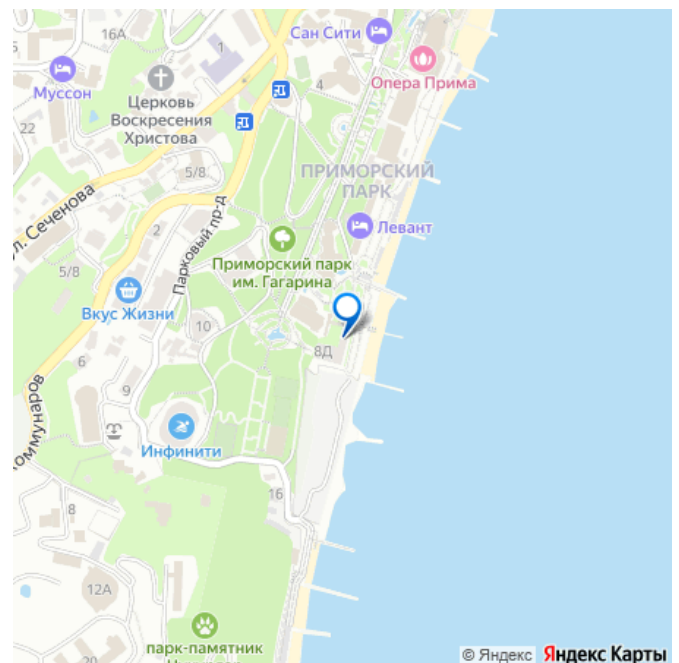 Сан Сити
16А
1
4
Опера Прима
Муссон
Церковь
Воскресения
Христова
22
5/8
ПРИМОРСКИЙ
ПАРК
ул. Сеченова
Парковый пр-д
2
Левант
5/8
Приморский парк
им. Гагарина
Вкус Жизни
10
8Д
6
9
Коммунаров
Инфинити
16
8
12А
парк-памятник
20
© Яндекс Яндекс Карты